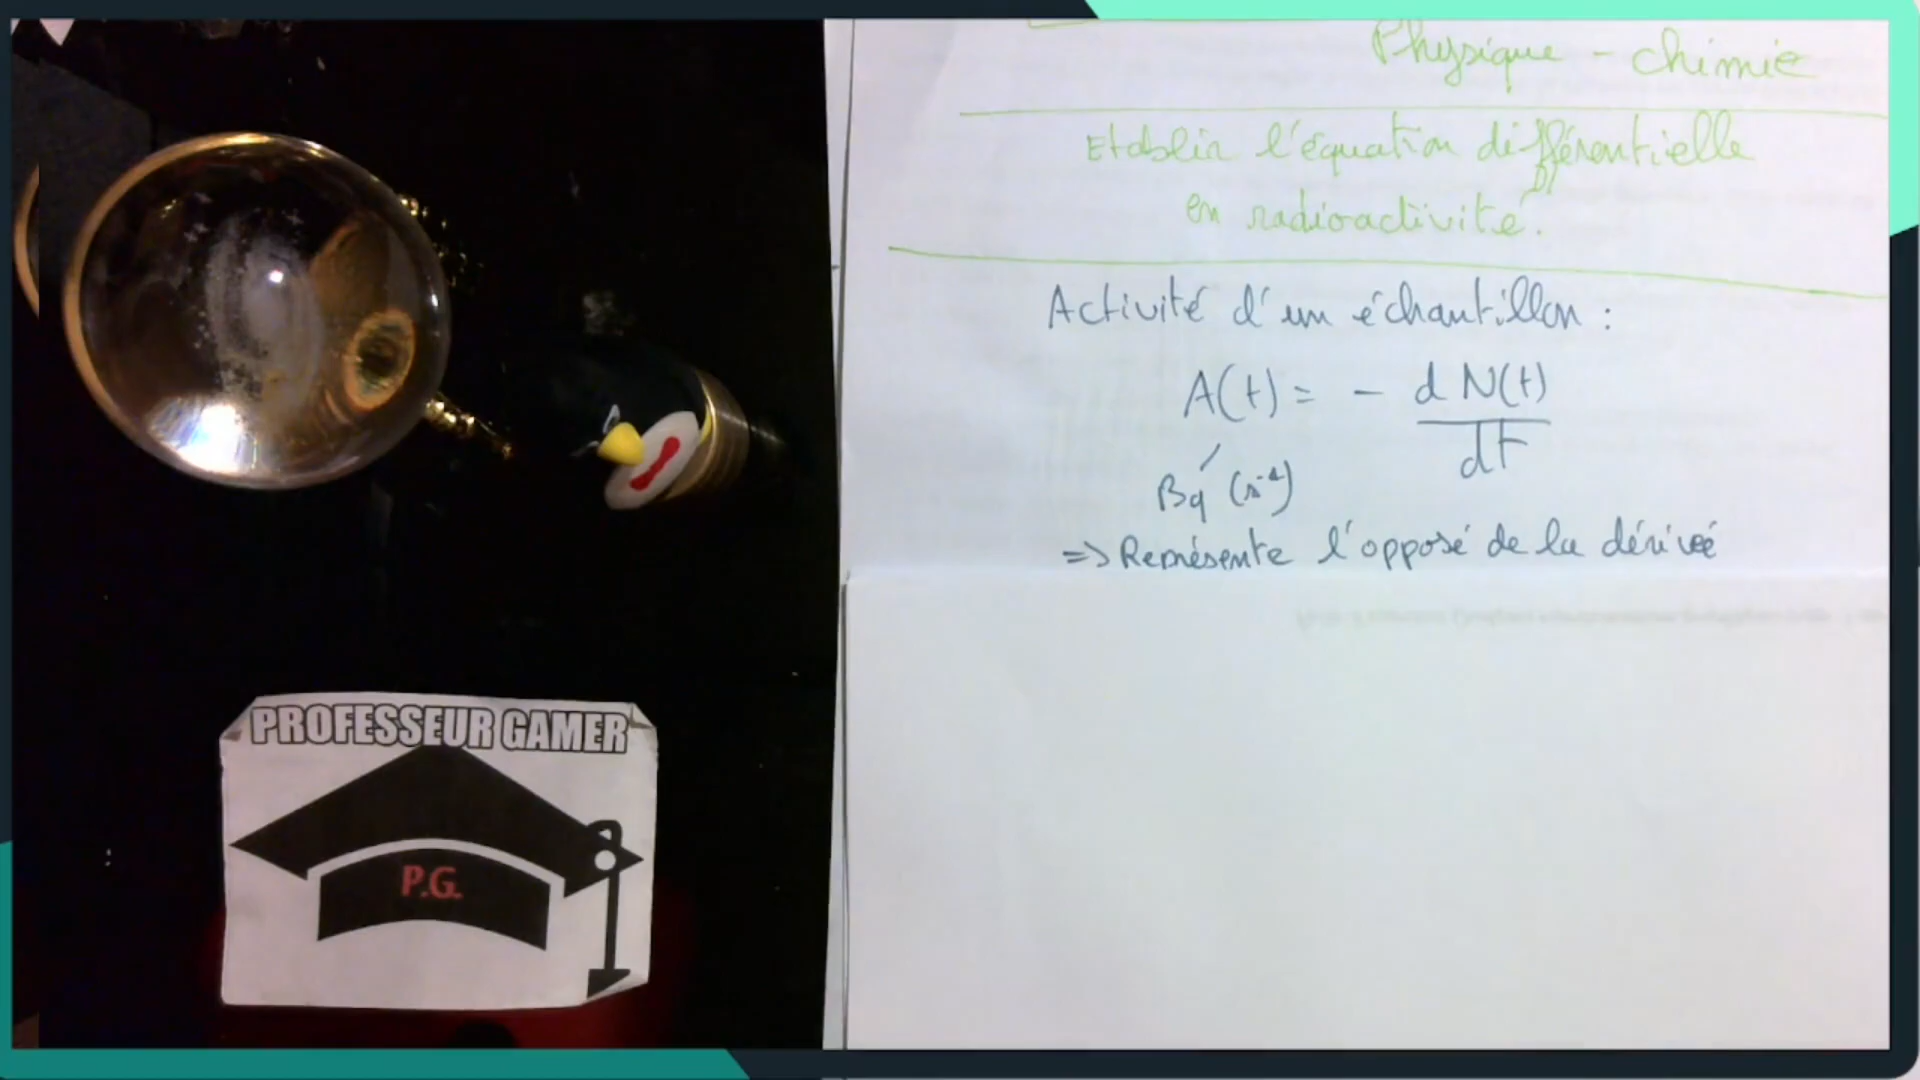 Physique - chimie
Etablir l'équation différentielle
en radioactivité.
Activité d'un échantillon :
A(t) = - d N(t)
dt
Bq (s⁻¹)
=> Représente l'opposé de la dérivée
PROFESSEUR GAMER
P.G.